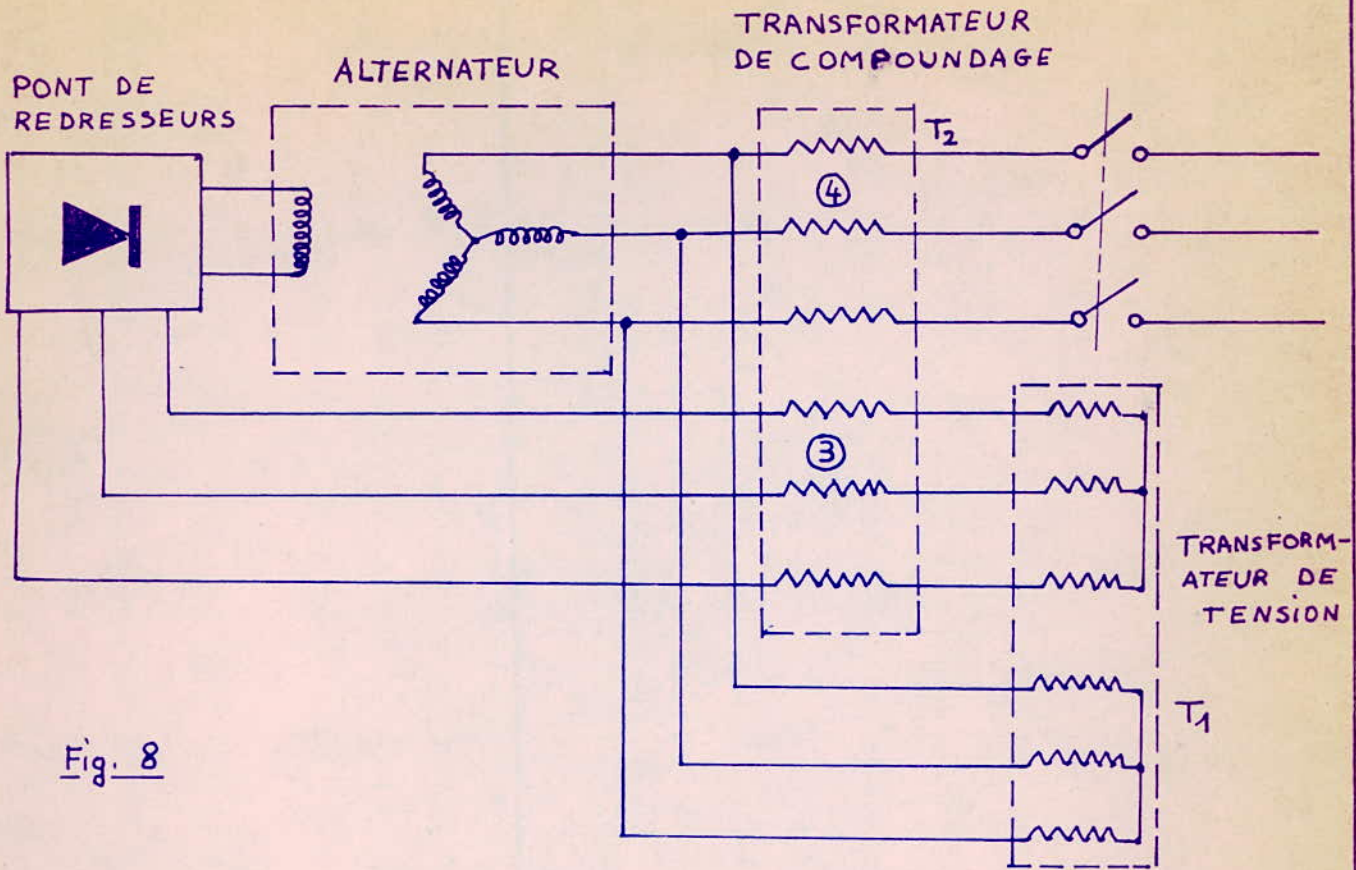 TRANSFORMATEUR
DE COMPOUNDAGE
ALTERNATEUR
PONT DE
REDRESSEURS
T2
4
3
TRANSFORM-
ATEUR DE
TENSION
T1
Fig. 8